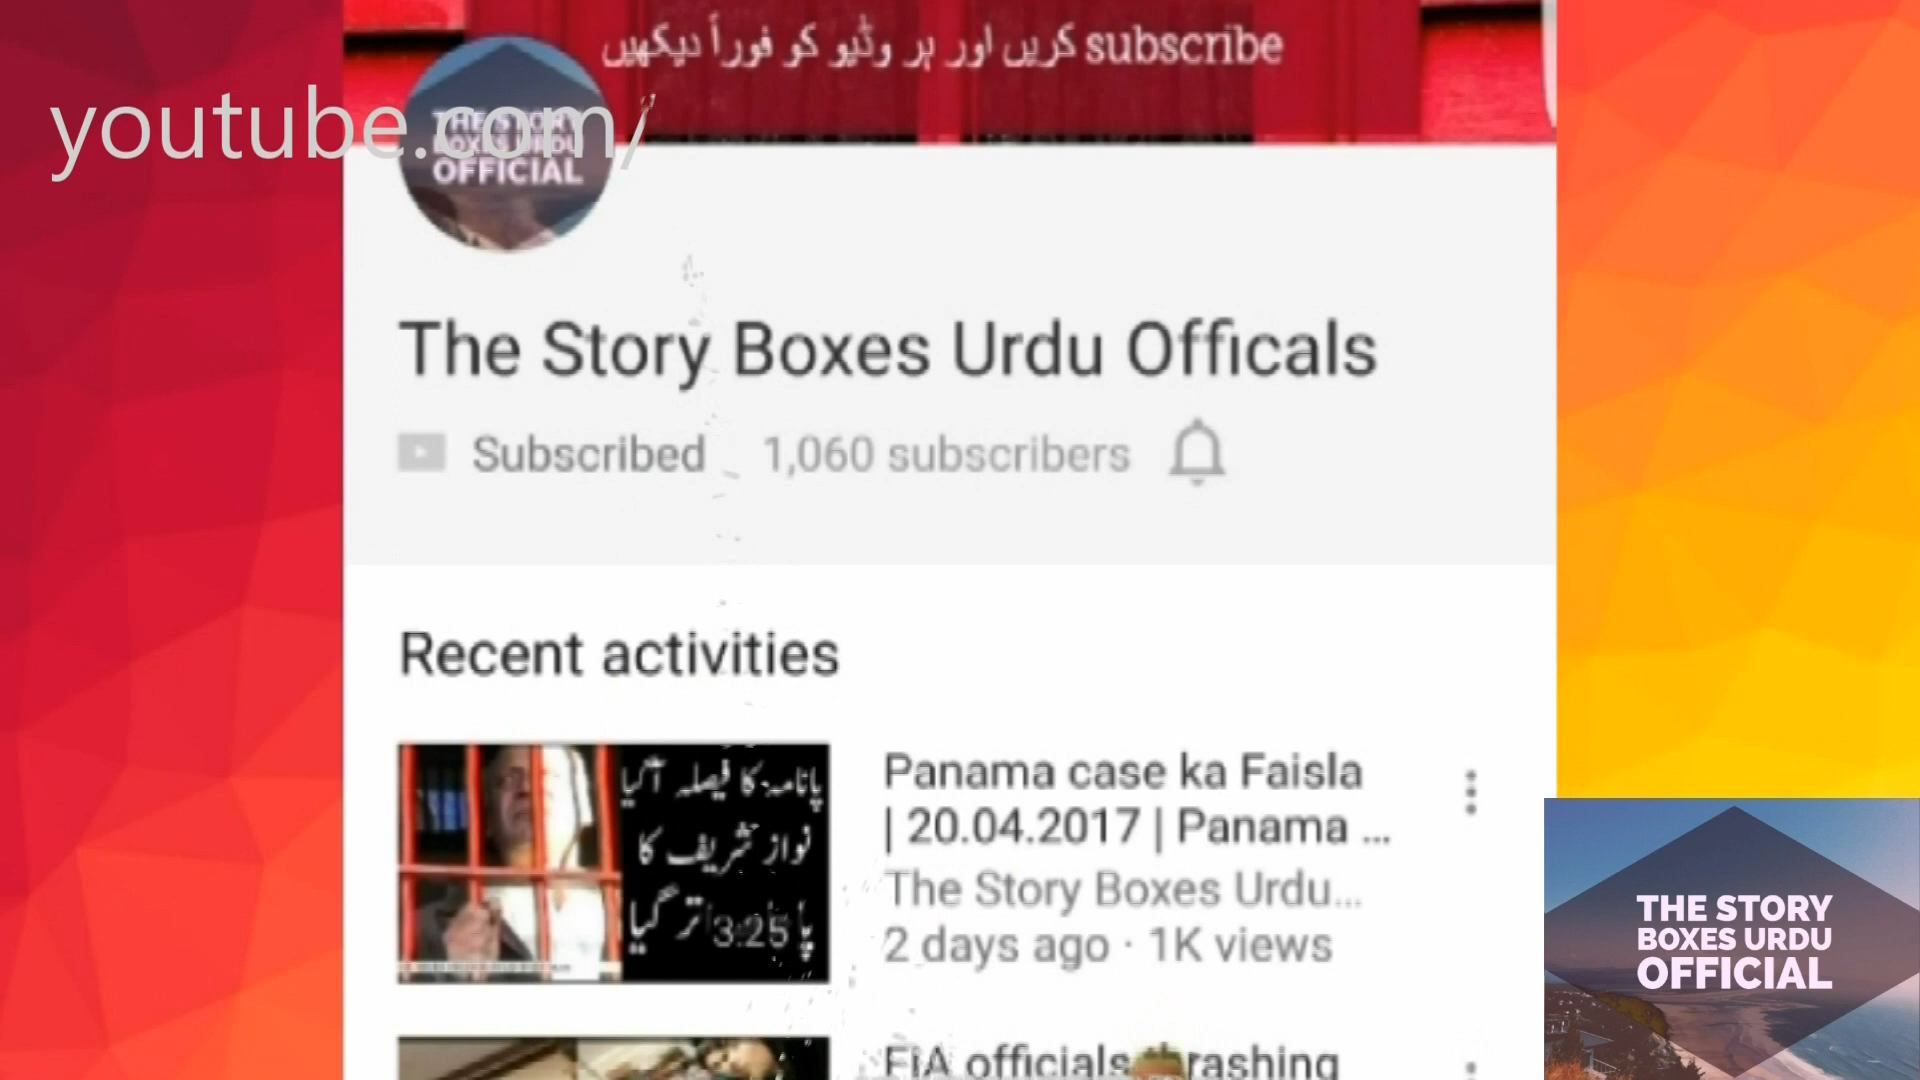 subscribe کریں اور ہر وڈیو کو فوراً دیکھیں
youtube.com/
OFFICIAL
The Story Boxes Urdu Officals
Subscribed 1,060 subscribers
Recent activities
پانامہ کا فیصلہ آگیا
نواز شریف کا
پا
اتر گیا
3:25
Panama case ka Faisla
| 20.04.2017 | Panama ...
The Story Boxes Urdu...
2 days ago · 1K views
FIA officials thrashing
THE STORY
BOXES URDU
OFFICIAL